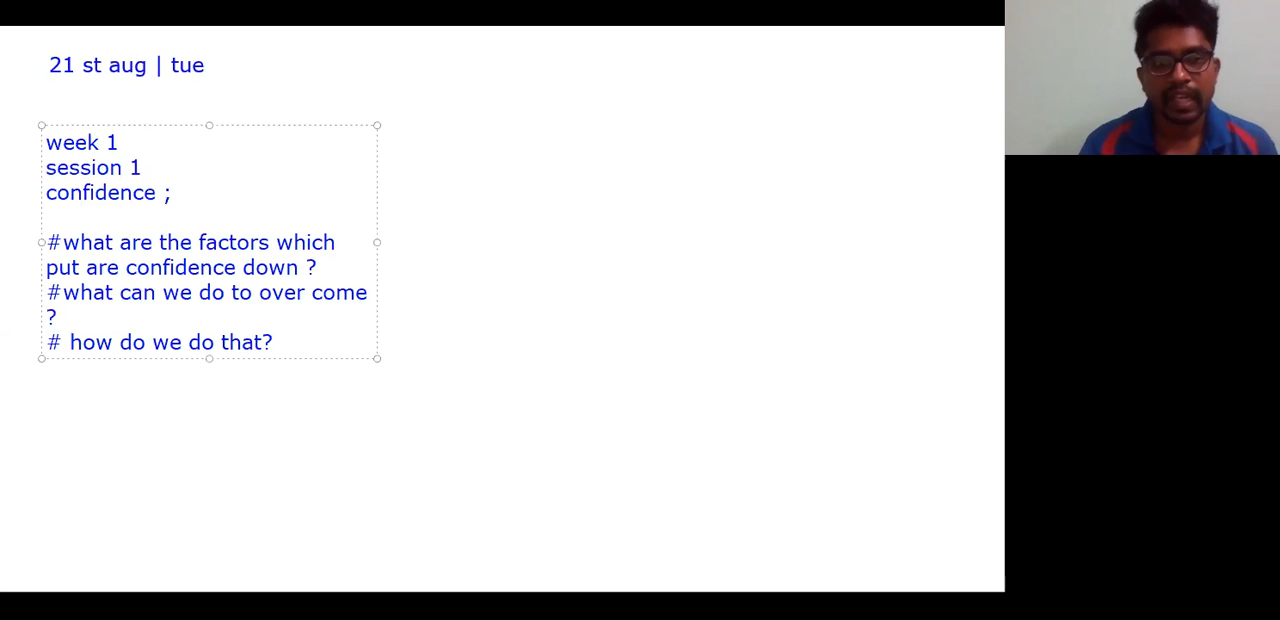 21 st aug | tue
week 1
session 1
confidence ;
#what are the factors which
put are confidence down ?
#what can we do to over come
?
# how do we do that?